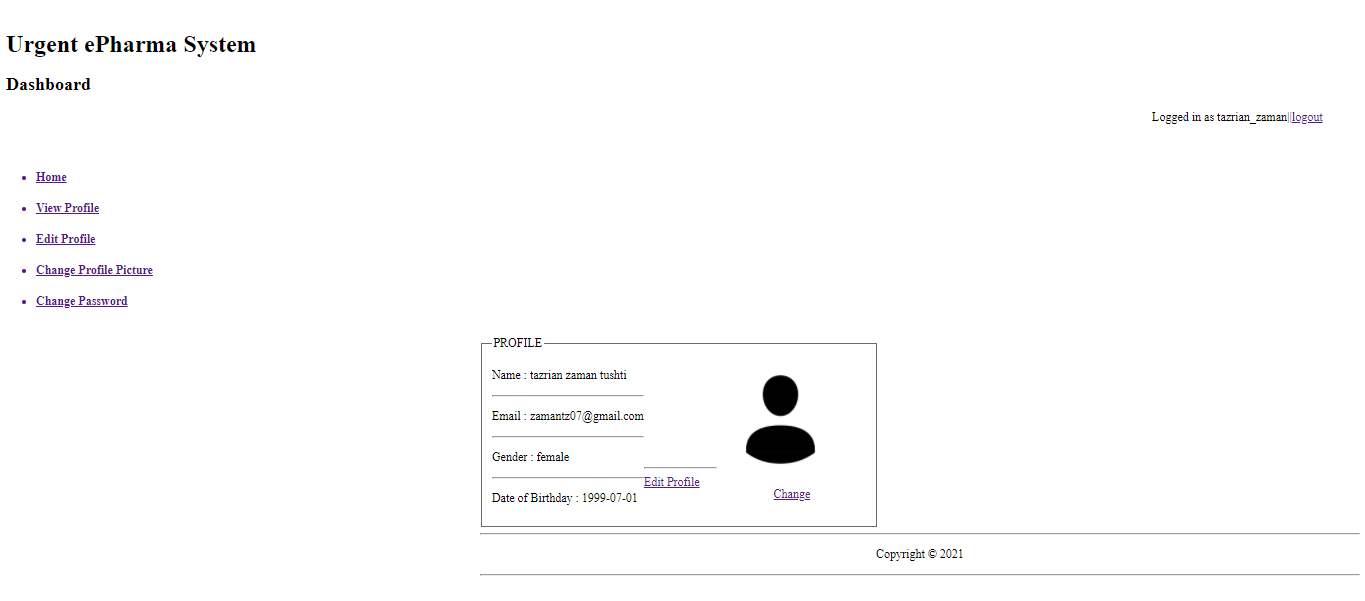 Urgent ePharma System
Dashboard
Logged in as tazrian_zaman||logout
Home
View Profile
Edit Profile
Change Profile Picture
Change Password
PROFILE
Name : tazrian zaman tushti
Email : zamantz07@gmail.com
Gender : female
Date of Birthday : 1999-07-01
Edit Profile
Change
Copyright © 2021